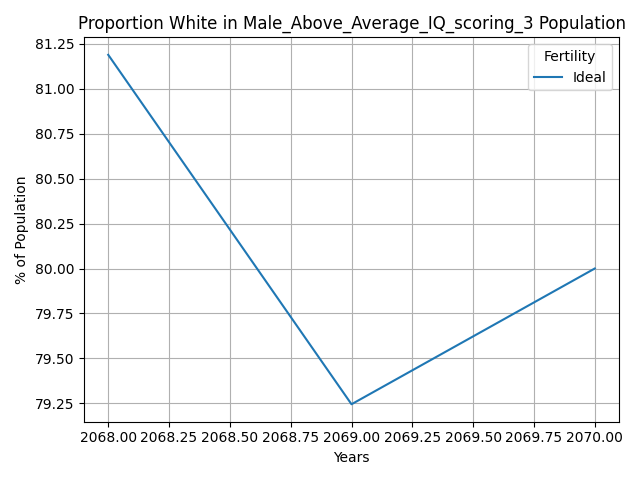 Proportion White in Male_Above_Average_IQ_scoring_3 Population
Fertility
Ideal
81.25
81.00
80.75
80.50
80.25
80.00
79.75
79.50
79.25
% of Population
2068.00 2068.25 2068.50 2068.75 2069.00 2069.25 2069.50 2069.75 2070.00
Years